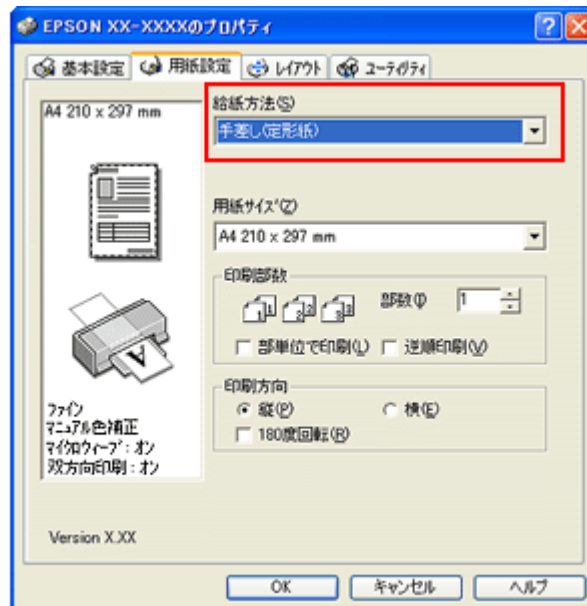 EPSON XX-XXXXのプロパティ
基本設定 用紙設定 レイアウト ユーティリティ
A4 210 x 297 mm
給紙方法(S)
手差し(定形紙)
用紙サイズ(Z)
A4 210 x 297 mm
印刷部数
部数(I) 1
部単位で印刷(L) 逆順印刷(V)
印刷方向
縦(P) 横(E)
180度回転(R)
ファイン
マニュアル色補正
マイクロウィーブ : オン
双方向印刷 : オン
Version X.XX
OK キャンセル ヘルプ